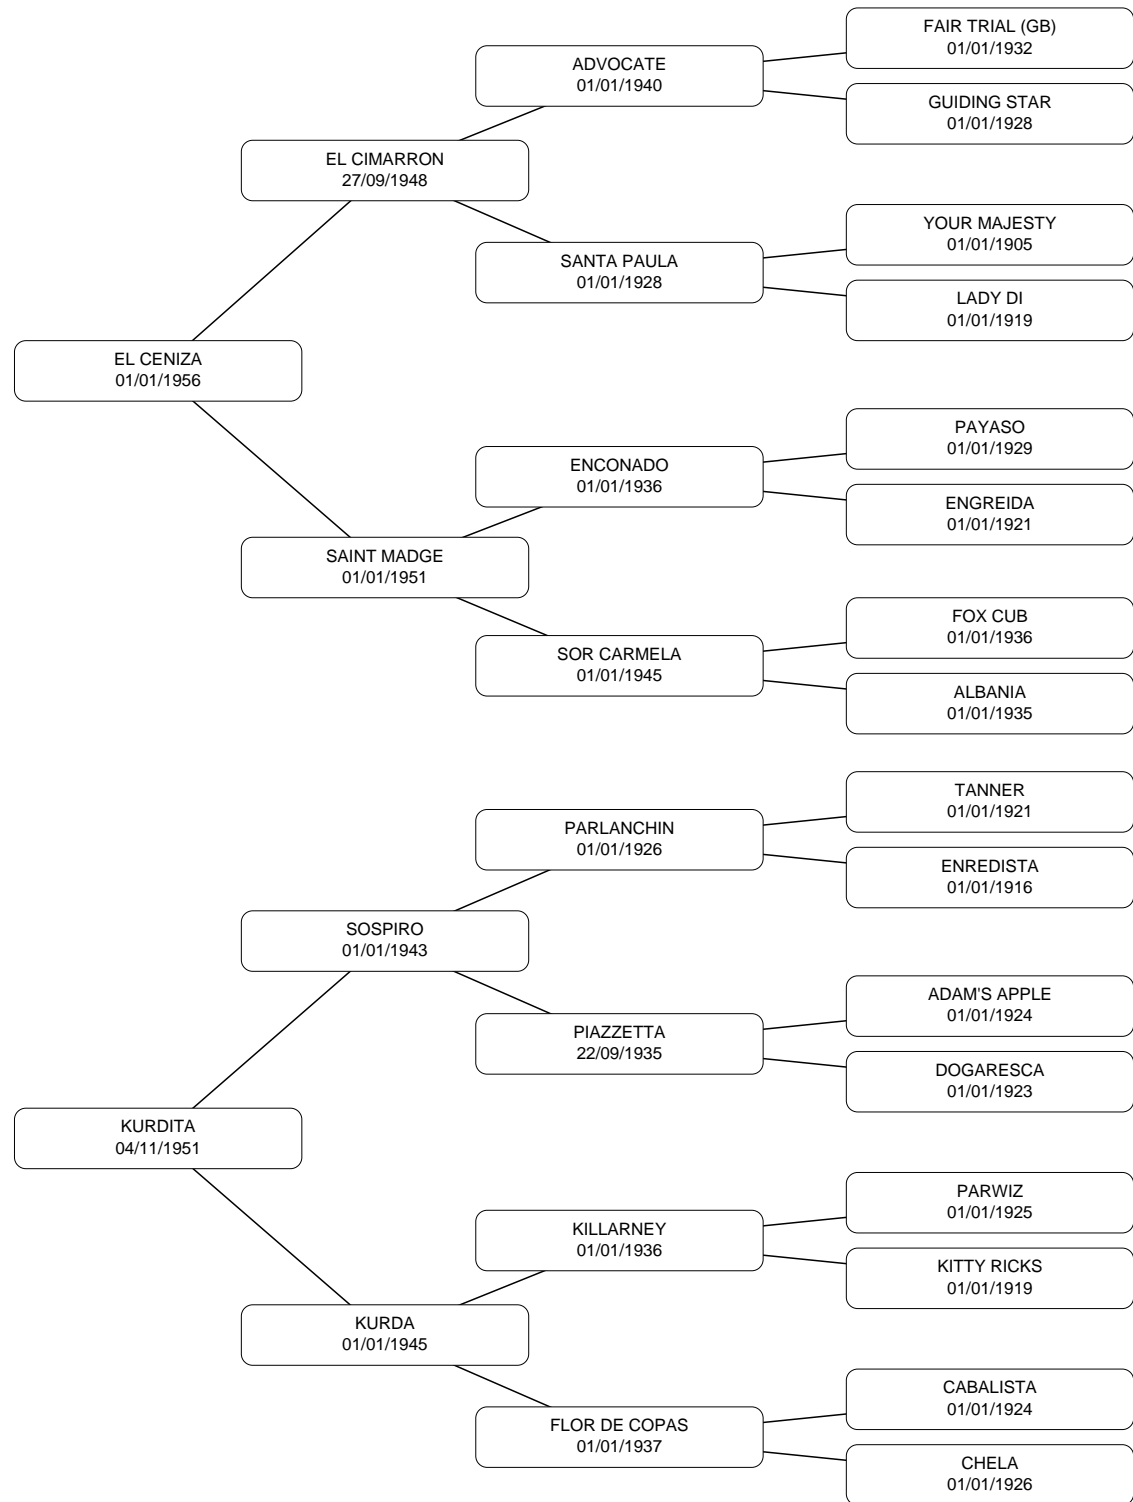 FAIR TRIAL (GB)
01/01/1932
ADVOCATE
01/01/1940
GUIDING STAR
01/01/1928
EL CIMARRON
27/09/1948
YOUR MAJESTY
01/01/1905
SANTA PAULA
01/01/1928
LADY DI
01/01/1919
EL CENIZA
01/01/1956
PAYASO
01/01/1929
ENCONADO
01/01/1936
ENGREIDA
01/01/1921
SAINT MADGE
01/01/1951
FOX CUB
01/01/1936
SOR CARMELA
01/01/1945
ALBANIA
01/01/1935
TANNER
01/01/1921
PARLANCHIN
01/01/1926
ENREDISTA
01/01/1916
SOSPIRO
01/01/1943
ADAM'S APPLE
01/01/1924
PIAZZETTA
22/09/1935
DOGARESCA
01/01/1923
KURDITA
04/11/1951
PARWIZ
01/01/1925
KILLARNEY
01/01/1936
KITTY RICKS
01/01/1919
KURDA
01/01/1945
CABALISTA
01/01/1924
FLOR DE COPAS
01/01/1937
CHELA
01/01/1926